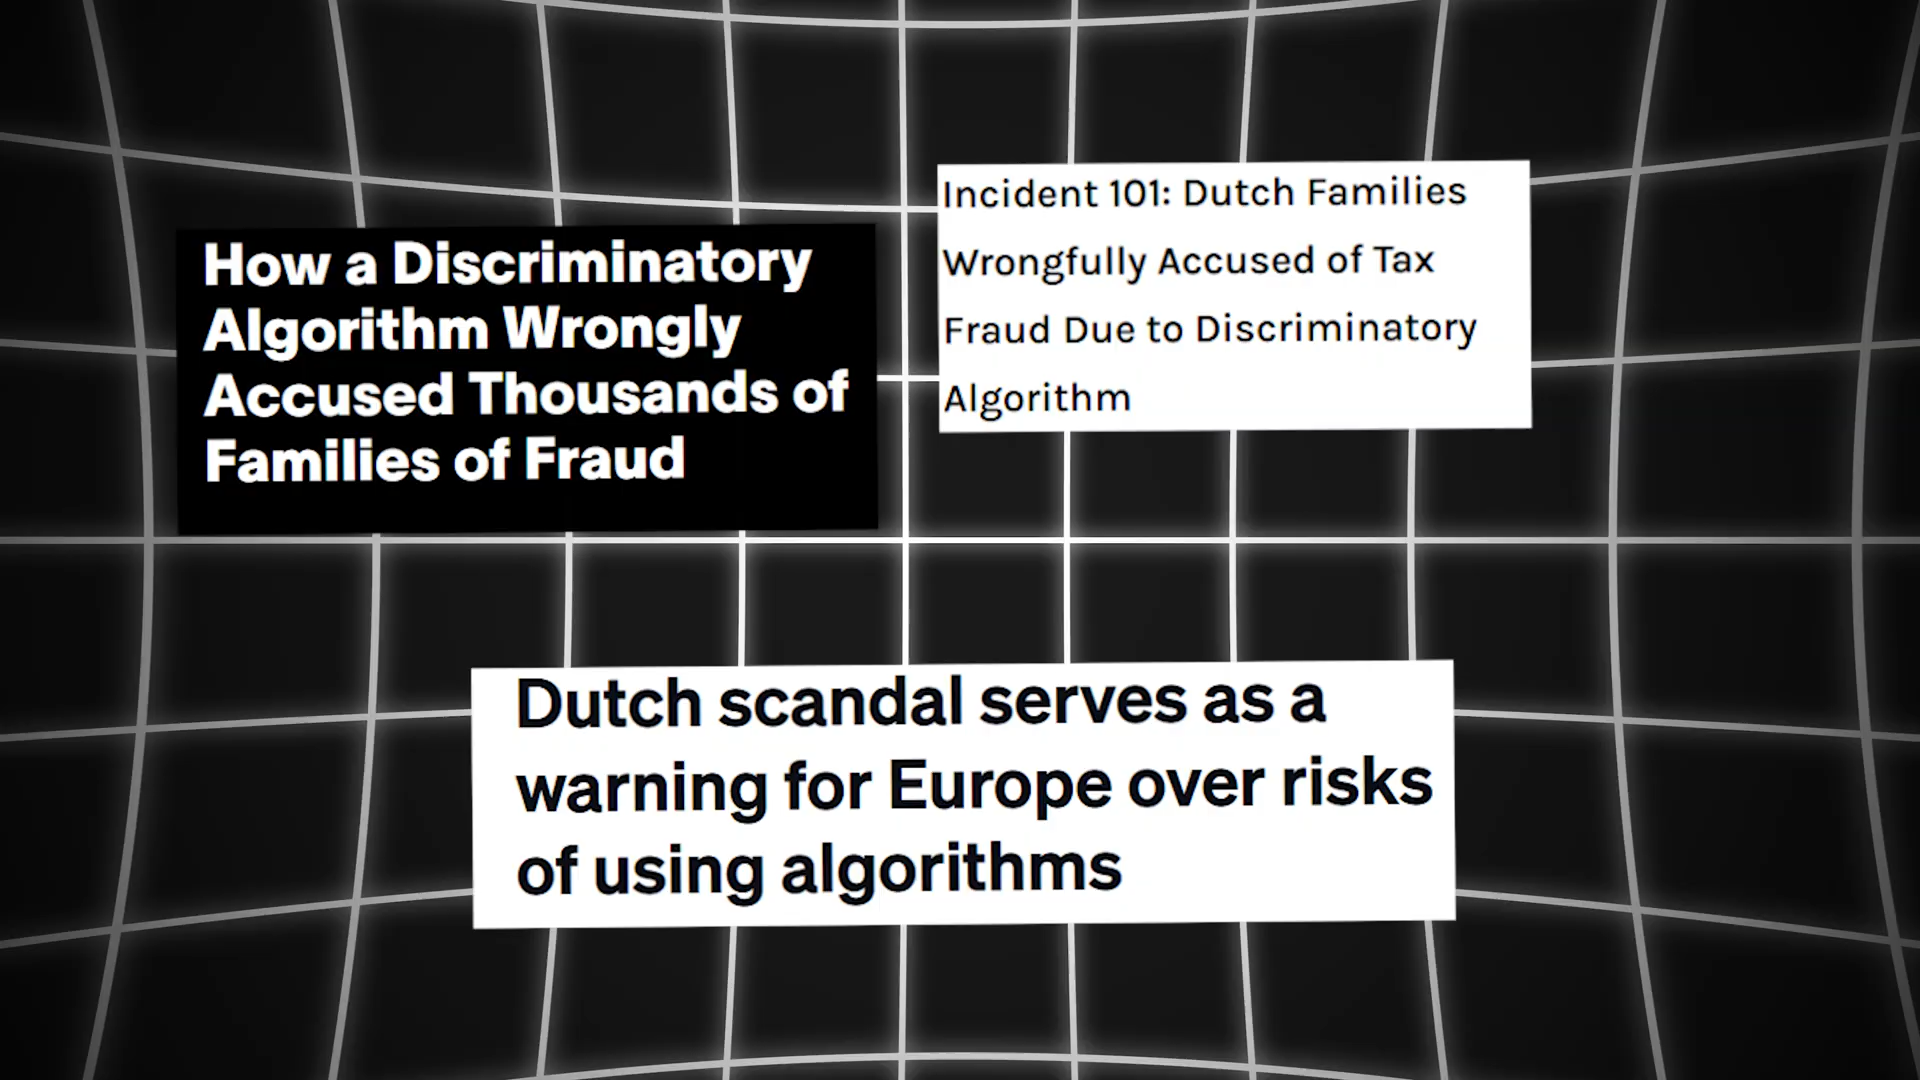 How a Discriminatory
Algorithm Wrongly
Accused Thousands of
Families of Fraud
Incident 101: Dutch Families
Wrongfully Accused of Tax
Fraud Due to Discriminatory
Algorithm
Dutch scandal serves as a
warning for Europe over risks
of using algorithms